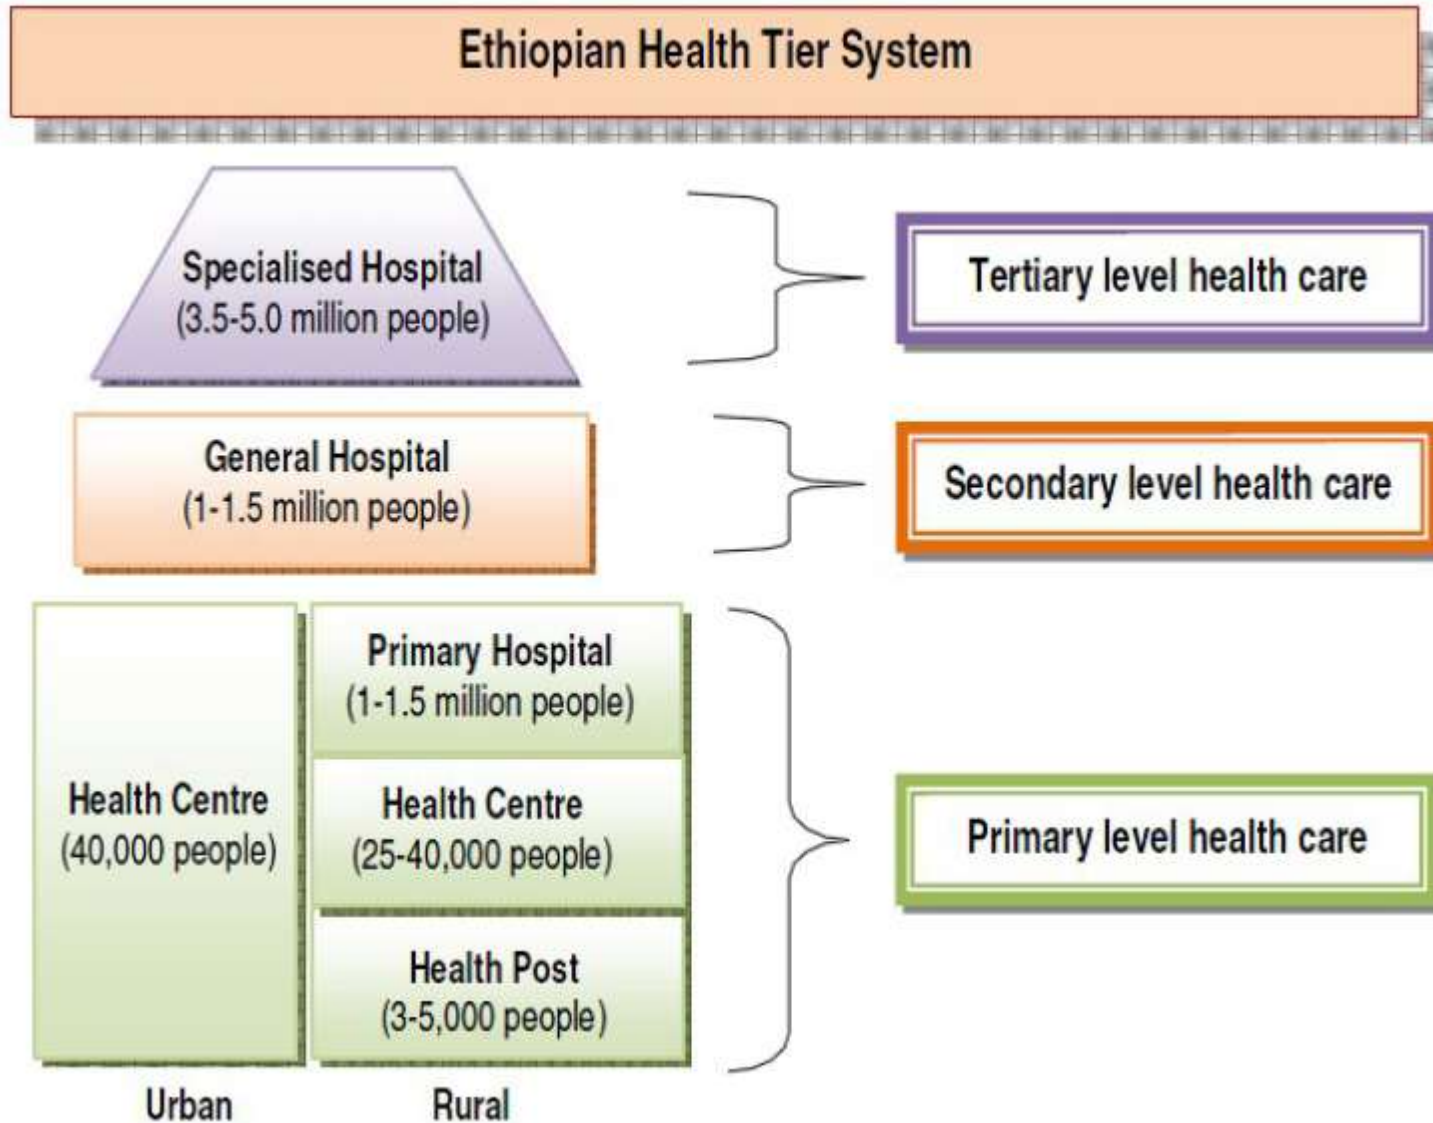 Ethiopian Health Tier System
Specialised Hospital
(3.5-5.0 million people)
Tertiary level health care
General Hospital
(1-1.5 million people)
Secondary level health care
Health Centre
(40,000 people)
Primary Hospital
(1-1.5 million people)
Health Centre
(25-40,000 people)
Health Post
(3-5,000 people)
Primary level health care
Urban
Rural